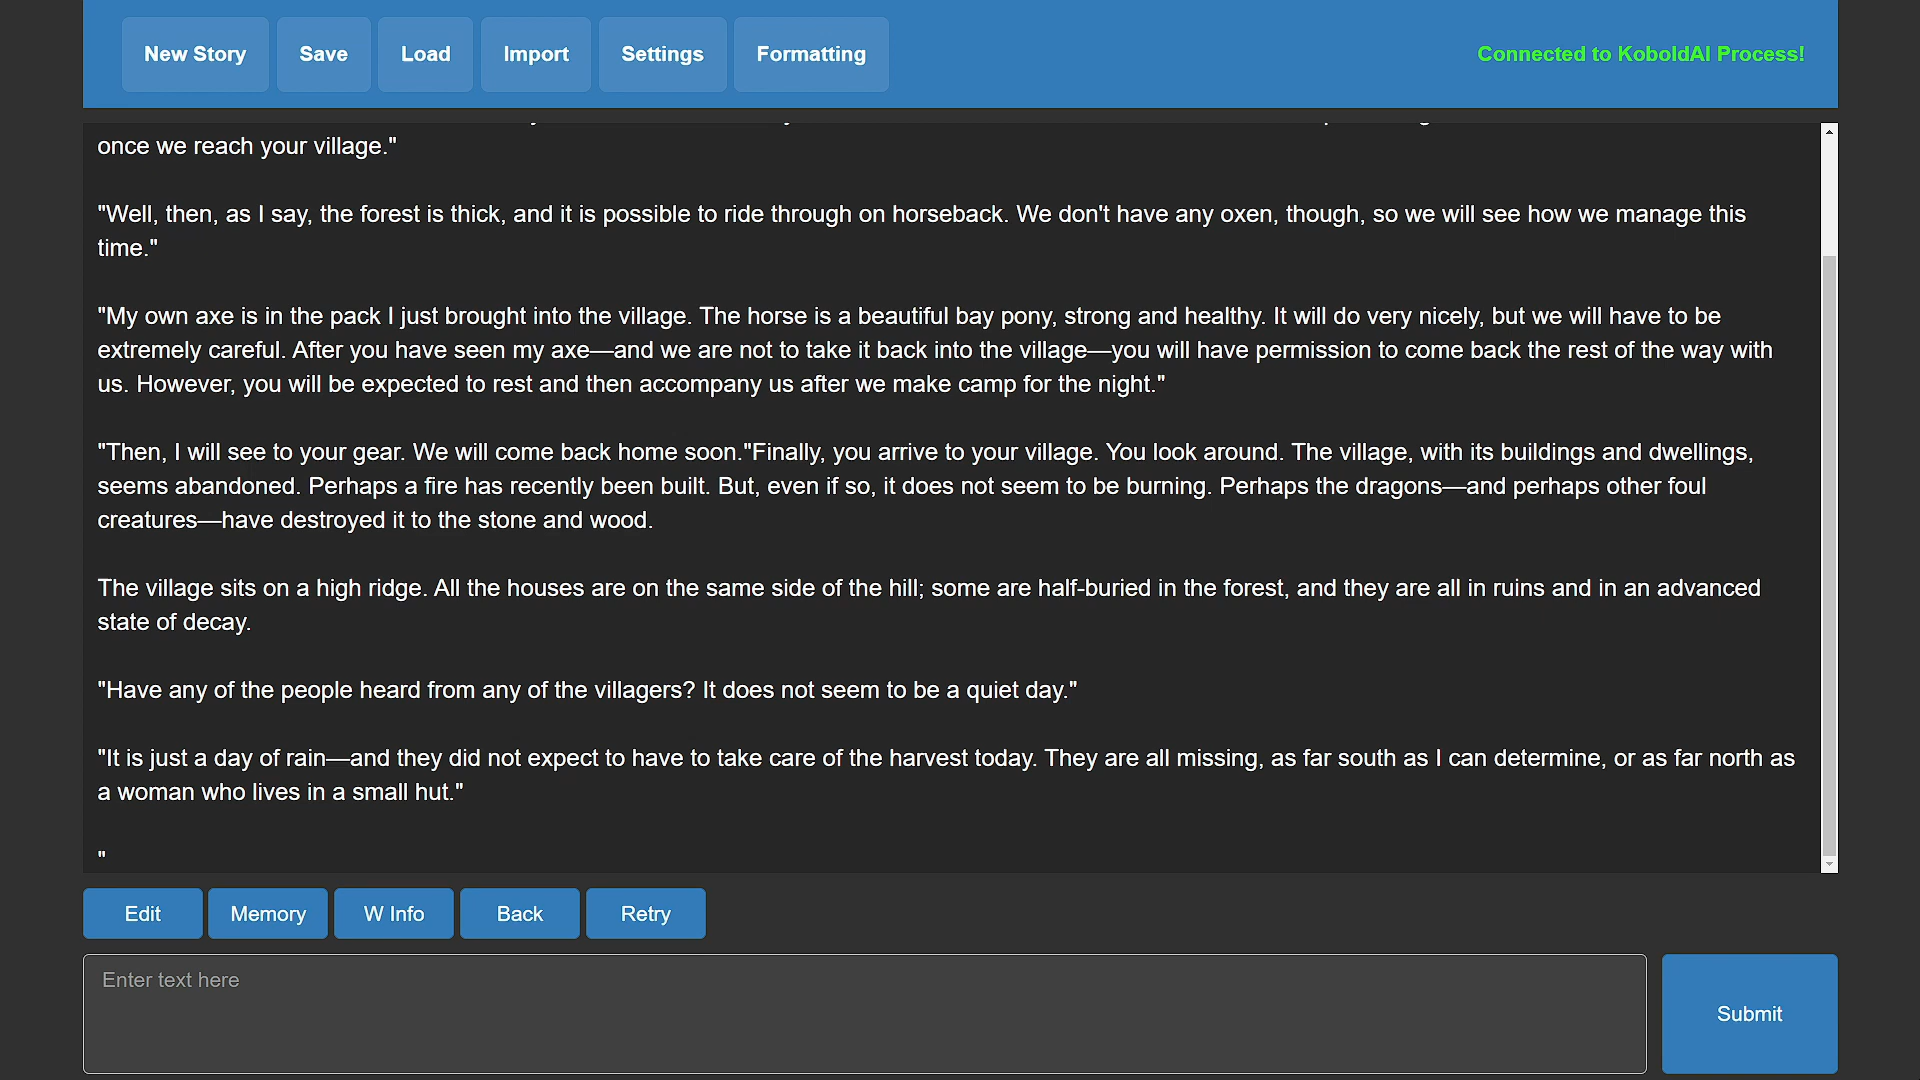 New Story Save Load Import Settings Formatting Connected to KoboldAI Process!
once we reach your village."
"Well, then, as I say, the forest is thick, and it is possible to ride through on horseback. We don't have any oxen, though, so we will see how we manage this
time."
"My own axe is in the pack I just brought into the village. The horse is a beautiful bay pony, strong and healthy. It will do very nicely, but we will have to be
extremely careful. After you have seen my axe—and we are not to take it back into the village—you will have permission to come back the rest of the way with
us. However, you will be expected to rest and then accompany us after we make camp for the night."
"Then, I will see to your gear. We will come back home soon."Finally, you arrive to your village. You look around. The village, with its buildings and dwellings,
seems abandoned. Perhaps a fire has recently been built. But, even if so, it does not seem to be burning. Perhaps the dragons—and perhaps other foul
creatures—have destroyed it to the stone and wood.
The village sits on a high ridge. All the houses are on the same side of the hill; some are half-buried in the forest, and they are all in ruins and in an advanced
state of decay.
"Have any of the people heard from any of the villagers? It does not seem to be a quiet day."
"It is just a day of rain—and they did not expect to have to take care of the harvest today. They are all missing, as far south as I can determine, or as far north as
a woman who lives in a small hut."
"
Edit Memory W Info Back Retry
Enter text here
Submit